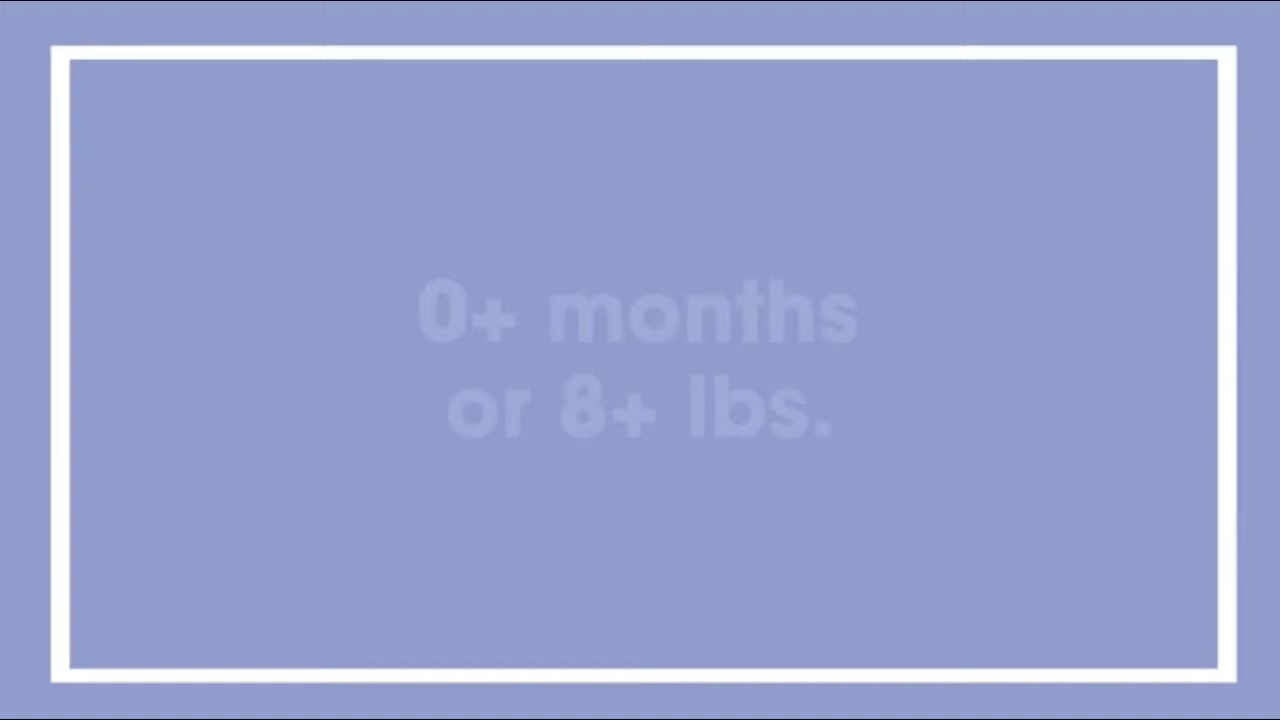 0+ months
or 8+ lbs.